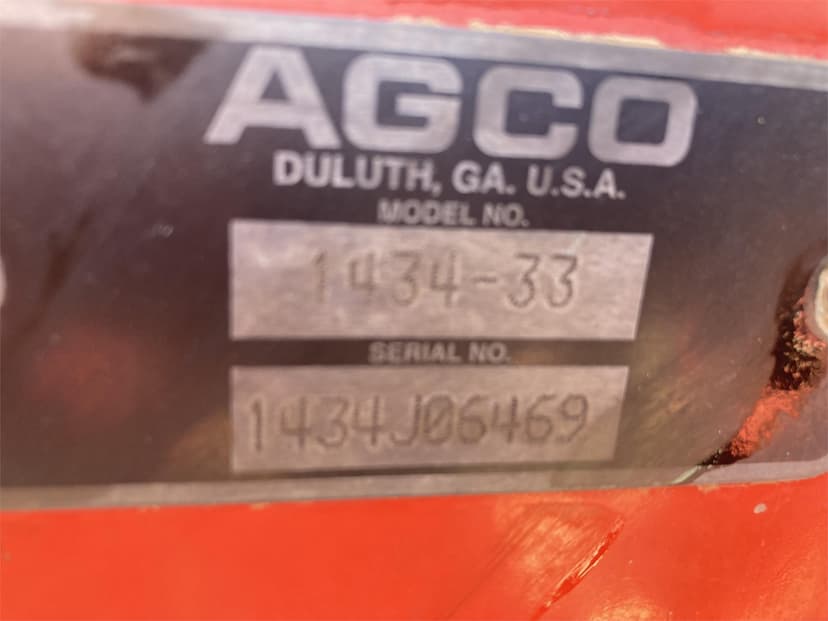 AGCO
DULUTH, GA. U.S.A.
MODEL NO.
1434-33
SERIAL NO.
1434J06469